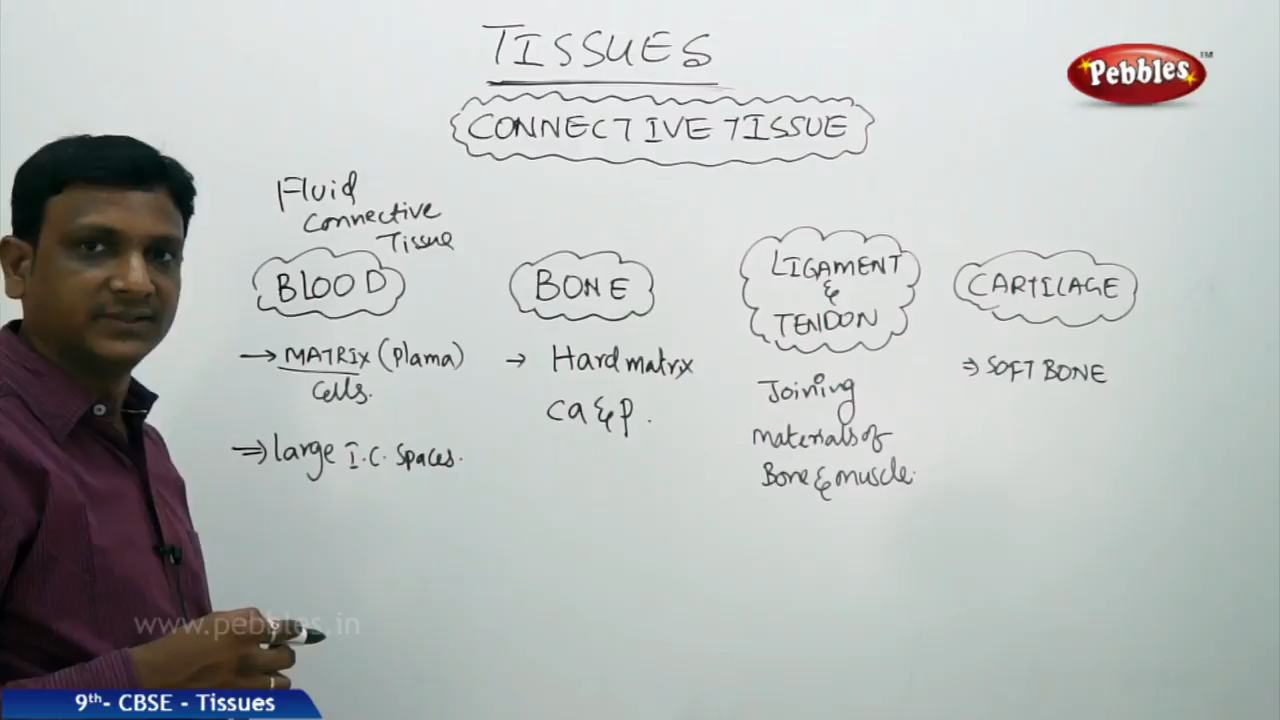 TISSUES
Pebbles™
CONNECTIVE TISSUE
Fluid
Connective
Tissue
BLOOD
BONE
LIGAMENT
&
TENDON
CARTILAGE
→ MATRIX (Plama)
Cells.
⇒ large I.C. Spaces.
→ Hard matrix
Ca & P.
Joining
materials of
Bone & muscle.
⇒ SOFT BONE
www.pebbles.in
9th- CBSE - Tissues